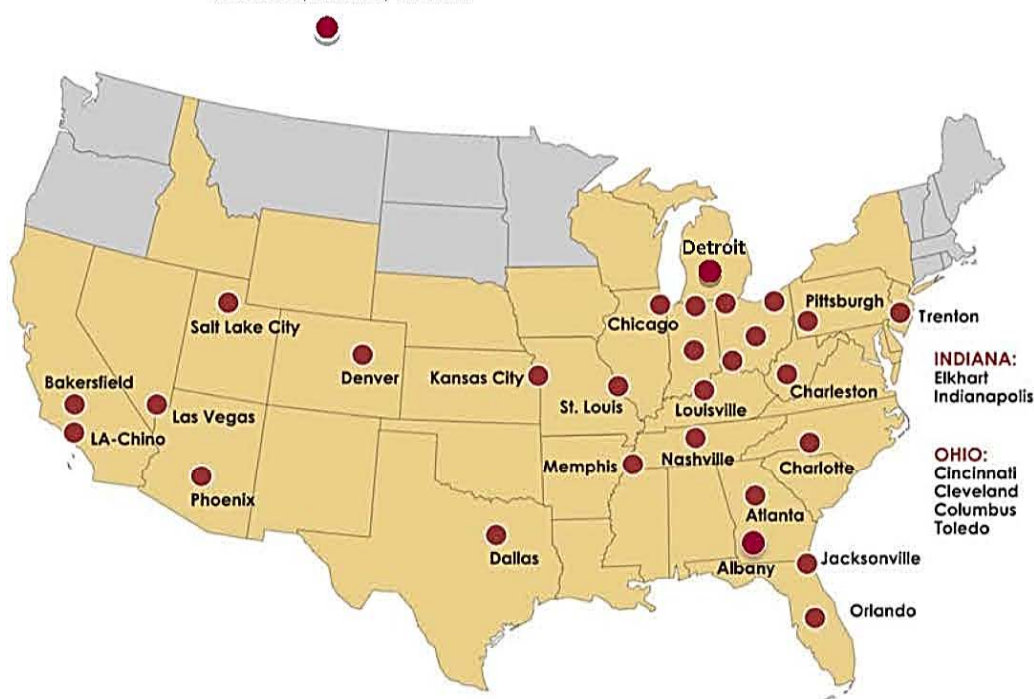 Detroit
Pittsburgh
Chicago
Trenton
Salt Lake City
Denver
Kansas City
St. Louis
Louisville
Charleston
Bakersfield
Las Vegas
LA-Chino
Phoenix
Memphis
Nashville
Charlotte
Atlanta
Dallas
Albany
Jacksonville
Orlando
INDIANA:
Elkhart
Indianapolis
OHIO:
Cincinnati
Cleveland
Columbus
Toledo